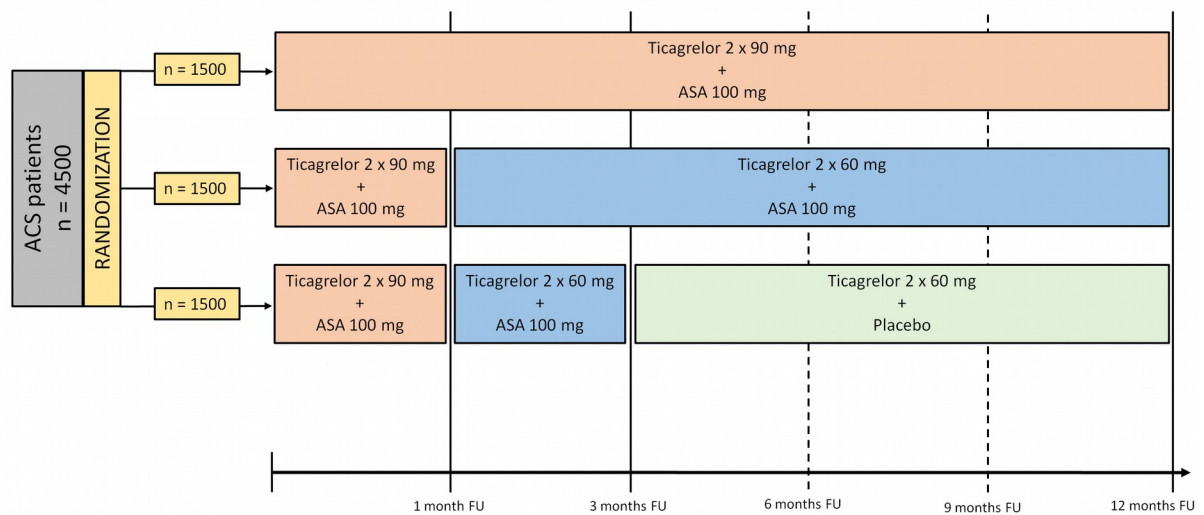 ACS patients
n = 4500
RANDOMIZATION
n = 1500
Ticagrelor 2 x 90 mg
+
ASA 100 mg
n = 1500
Ticagrelor 2 x 90 mg
+
ASA 100 mg
Ticagrelor 2 x 60 mg
+
ASA 100 mg
n = 1500
Ticagrelor 2 x 90 mg
+
ASA 100 mg
Ticagrelor 2 x 60 mg
+
ASA 100 mg
Ticagrelor 2 x 60 mg
+
Placebo
1 month FU
3 months FU
6 months FU
9 months FU
12 months FU